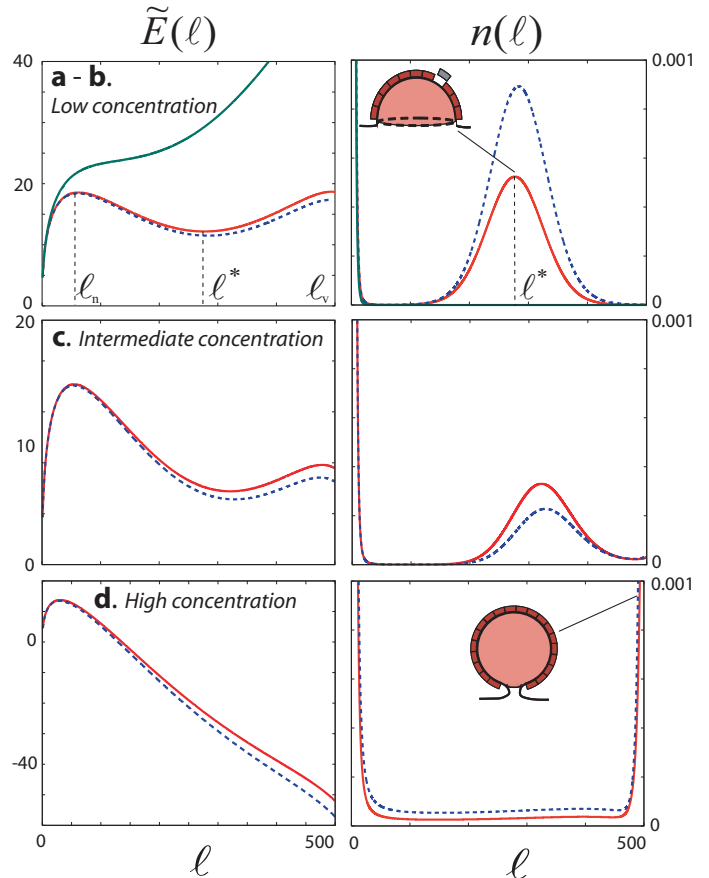 Ẽ(ℓ) n(ℓ)
a - b.
Low concentration
40
20
0
ℓn ℓ* ℓv
0.001
ℓ*
0
c. Intermediate concentration
20
10
0
0.001
0
d. High concentration
0
-40
0.001
0
0 500
0 500
ℓ ℓ